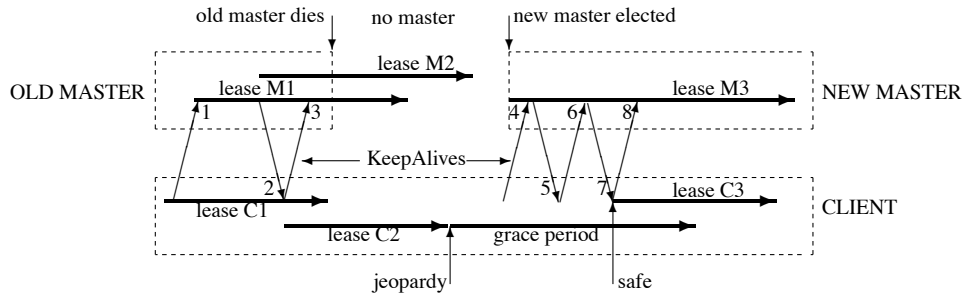 old master dies no master new master elected
lease M2
OLD MASTER lease M1 lease M3 NEW MASTER
1 3 4 6 8
KeepAlives
2 5 7
lease C1 lease C3
CLIENT
lease C2 grace period
jeopardy safe